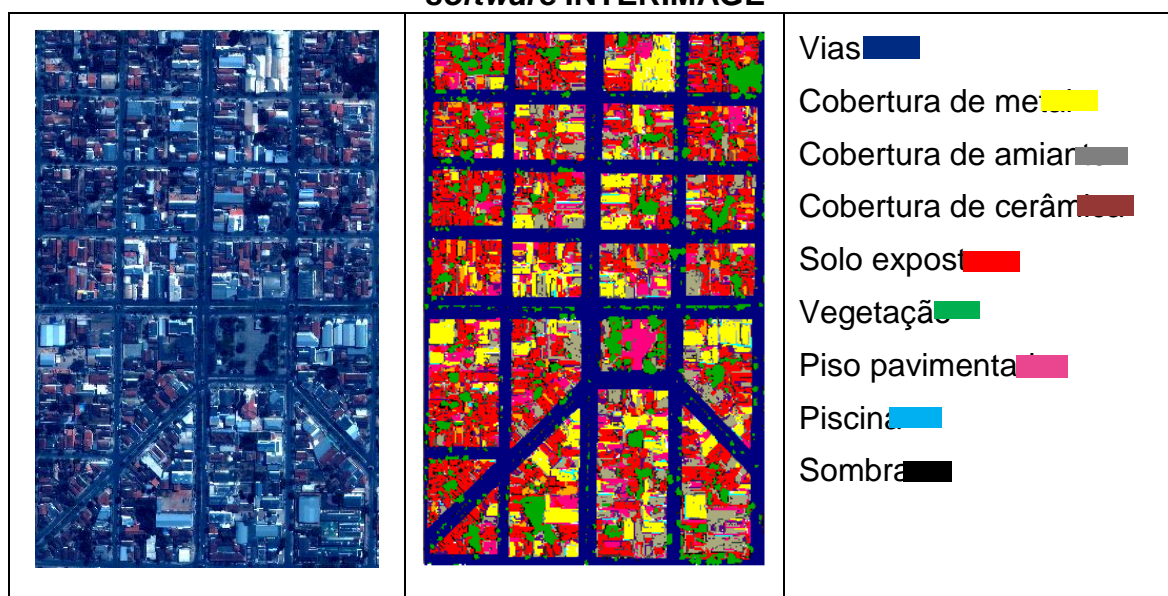 software INTERIMAGE
Vias
Cobertura de metal
Cobertura de amianto
Cobertura de cerâmica
Solo exposto
Vegetação
Piso pavimentado
Piscina
Sombra